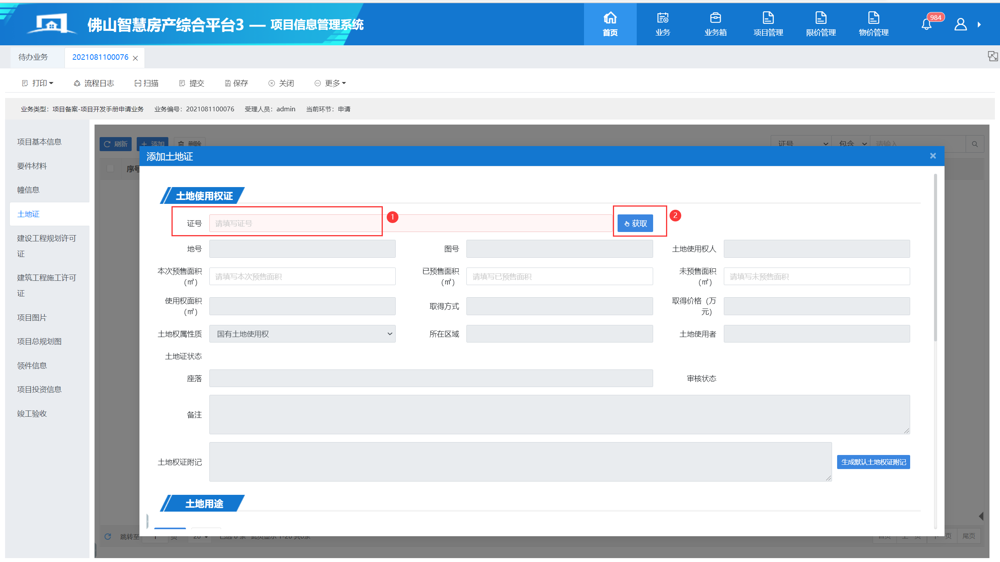 佛山智慧房产综合平台3 — 项目信息管理系统
首页
业务
业务箱
项目管理
限价管理
物价管理
984
待办业务
2021081100076
打印
流程日志
扫描
提交
保存
关闭
更多
业务类型：项目备案-项目开发手册申请业务 业务编号：2021081100076 受理人员：admin 当前环节：申请
项目基本信息
要件材料
幢信息
土地证
建设工程规划许可
证
建筑工程施工许可
证
项目图片
项目总规划图
领件信息
项目投资信息
竣工验收
刷新
添加
删除
证号
包含
请输入
序号
添加土地证
土地使用权证
证号
请填写证号
1
获取
2
地号
图号
土地使用权人
本次预售面积
（㎡）
请填写本次预售面积
已预售面积
（㎡）
请填写已预售面积
未预售面积
（㎡）
请填写未预售面积
使用权面积
（㎡）
取得方式
取得价格（万
元）
土地权属性质
国有土地使用权
所在区域
土地使用者
土地证状态
座落
审核状态
备注
土地权证附记
生成默认土地权证附记
土地用途
跳转至 1 页 20 已选 0 条 此页显示 1-20 共0条
首页 上一页 下一页 尾页